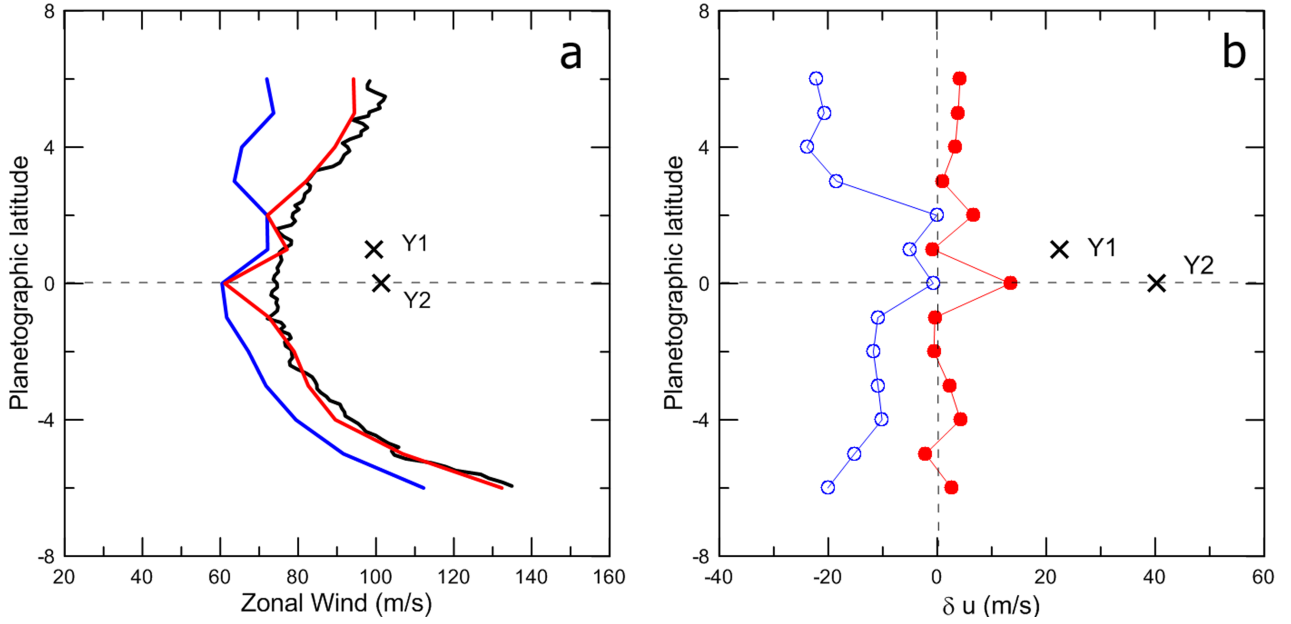 a
8
4
0
-4
-8
Planetographic latitude
Y1
Y2
20 40 60 80 100 120 140 160
Zonal Wind (m/s)
b
8
4
0
-4
-8
Planetographic latitude
Y1
Y2
-40 -20 0 20 40 60
δ u (m/s)